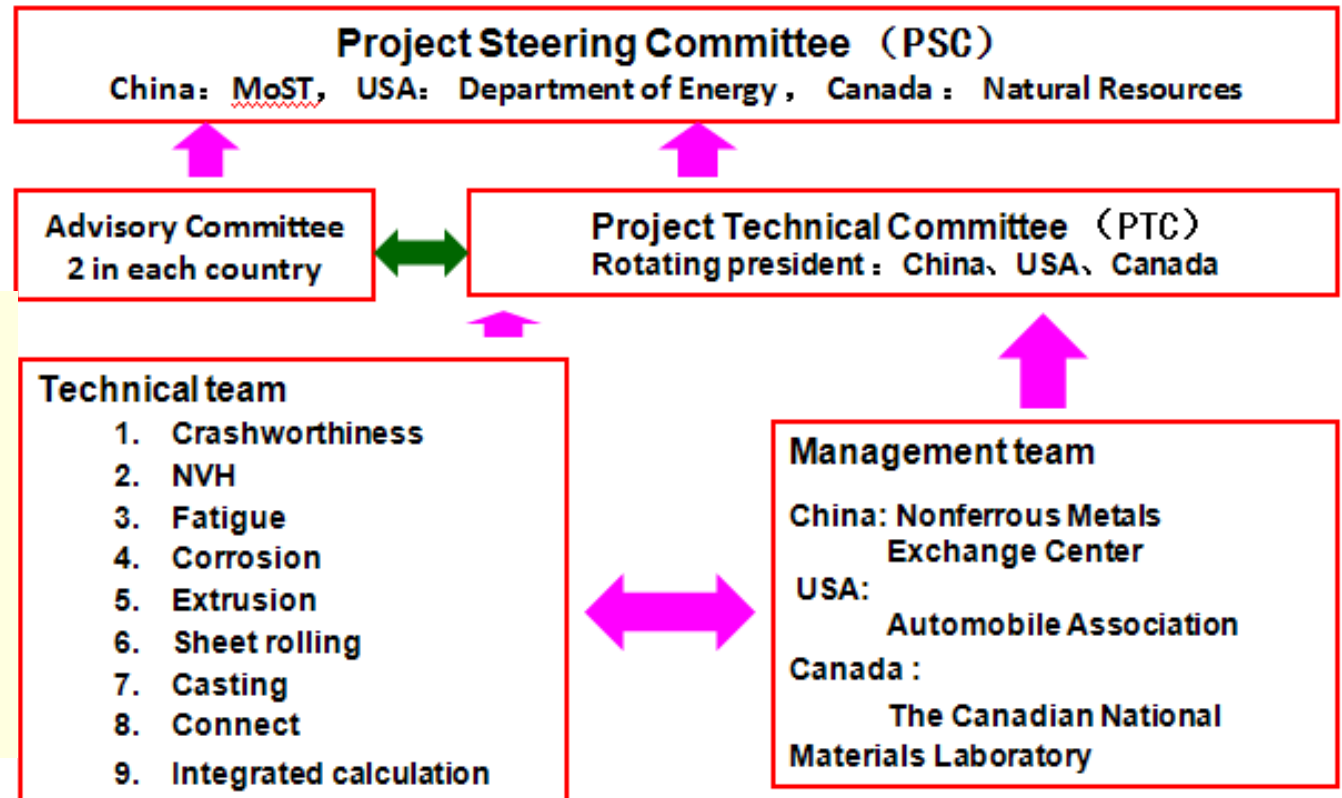 Project Steering Committee （PSC）
China：MoST， USA： Department of Energy， Canada： Natural Resources
Advisory Committee
2 in each country
Project Technical Committee （PTC）
Rotating president：China、USA、Canada
Technical team
1. Crashworthiness
2. NVH
3. Fatigue
4. Corrosion
5. Extrusion
6. Sheet rolling
7. Casting
8. Connect
9. Integrated calculation
Management team
China: Nonferrous Metals
Exchange Center
USA:
Automobile Association
Canada :
The Canadian National
Materials Laboratory